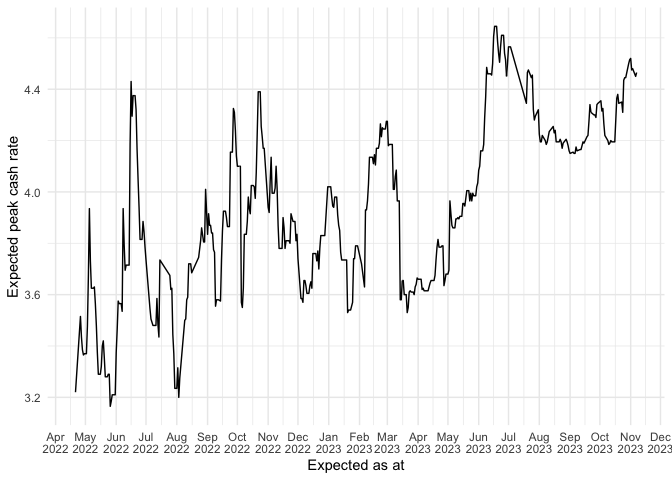 Expected peak cash rate
4.4
4.0
3.6
3.2
Apr May Jun Jul Aug Sep Oct Nov Dec Jan Feb Mar Apr May Jun Jul Aug Sep Oct Nov Dec
2022 2022 2022 2022 2022 2022 2022 2022 2022 2023 2023 2023 2023 2023 2023 2023 2023 2023 2023 2023 2023
Expected as at